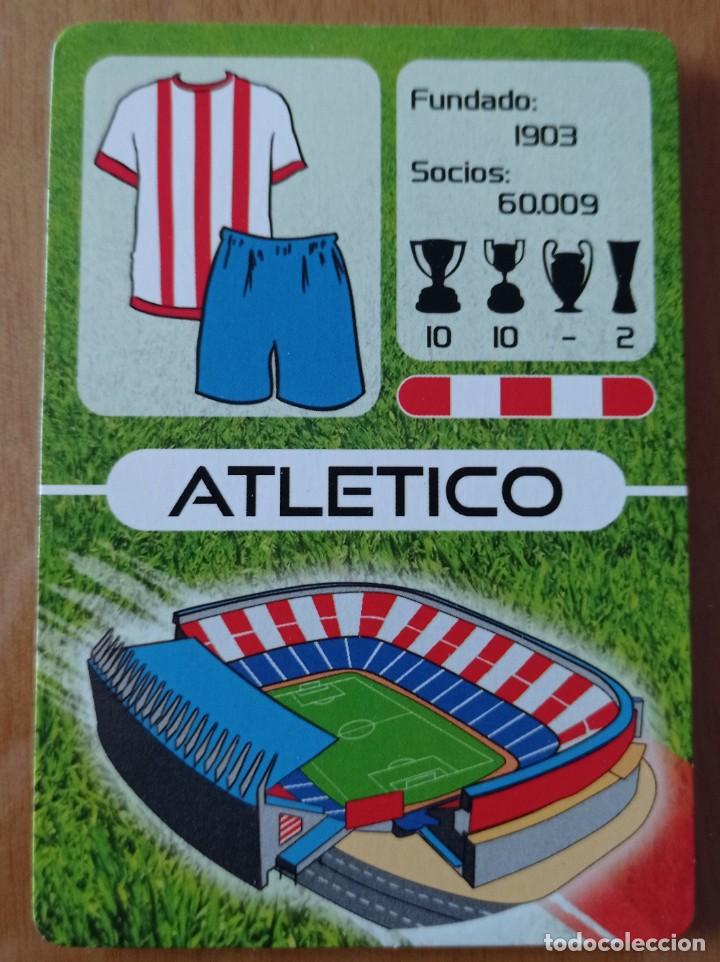 Fundado:
1903
Socios:
60.009
10 10 - 2
ATLETICO
todocoleccion